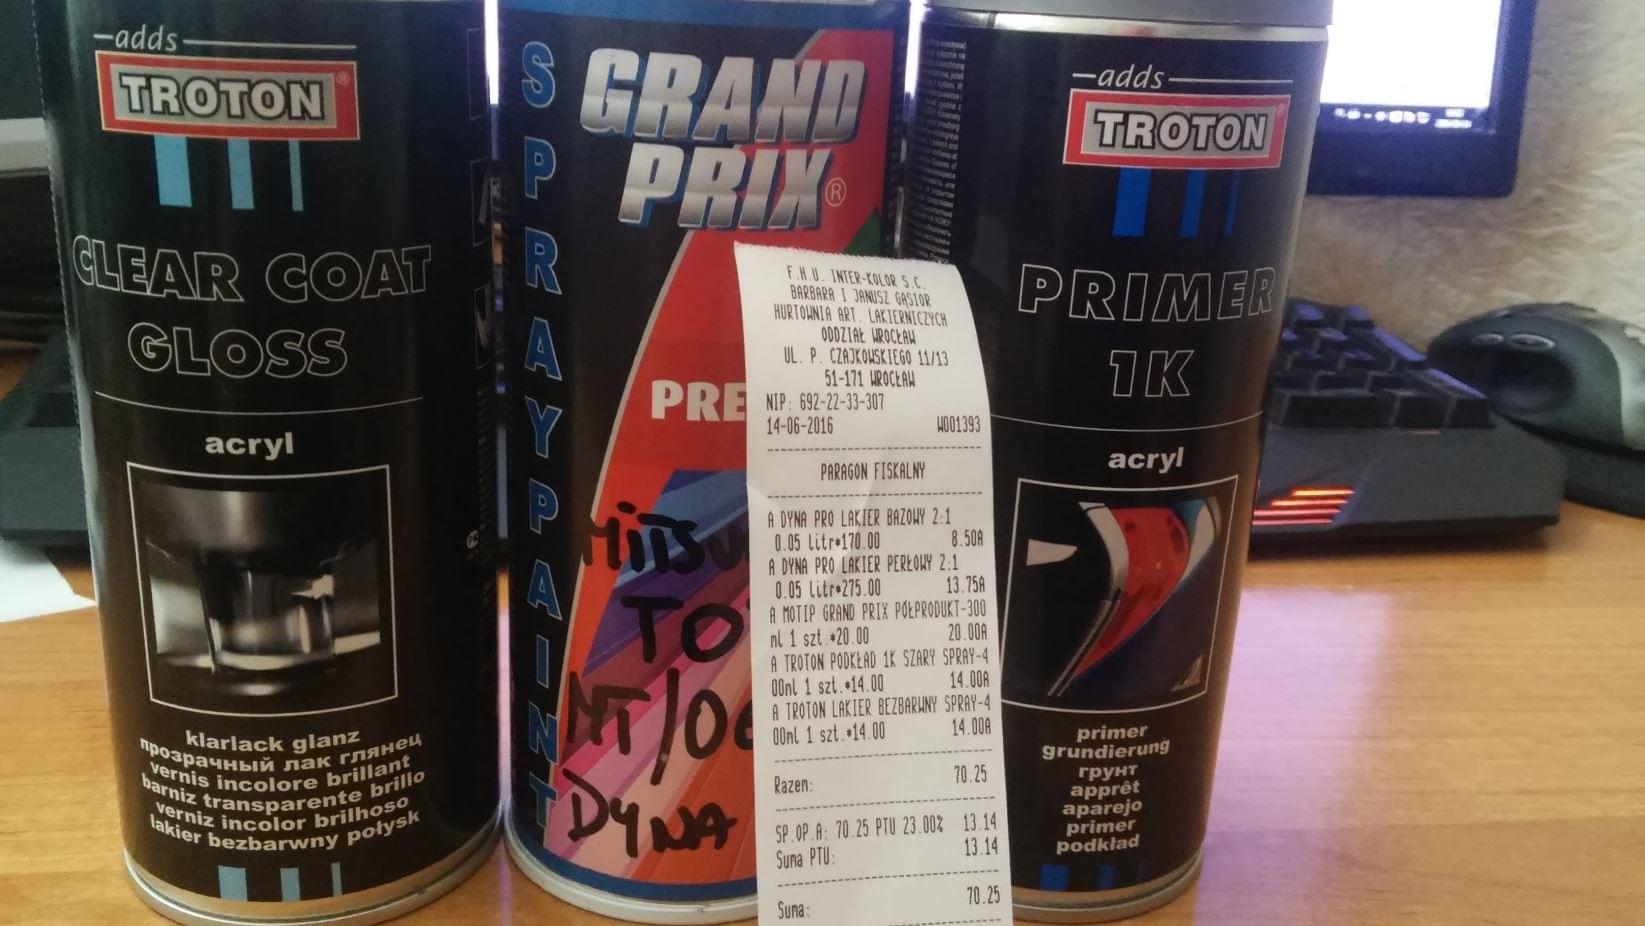 adds
TROTON®
CLEAR COAT
GLOSS
acryl
klarlack glanz
прозрачный лак глянец
vernis incolore brillant
barniz transparente brillo
verniz incolor brilhoso
lakier bezbarwny połysk
SPRAYPAINT
GRAND
PRIX®
PRE
MiTSU
TO
MT/06
DYNA
F.H.U. INTER-KOLOR S.C.
BARBARA I JANUSZ GĄSIOR
HURTOWNIA ART. LAKIERNICZYCH
ODDZIAŁ WROCŁAW
UL. P. CZAJKOWSKIEGO 11/13
51-171 WROCŁAW
NIP: 692-22-33-307
14-06-2016 W001393
PARAGON FISKALNY
A DYNA PRO LAKIER BAZOWY 2:1
0.05 litr*170.00 8.50A
A DYNA PRO LAKIER PERŁOWY 2:1
0.05 litr*275.00 13.75A
A MOTIP GRAND PRIX PÓŁPRODUKT-300
ml 1 szt.*20.00 20.00A
A TROTON PODKŁAD 1K SZARY SPRAY-4
00ml 1 szt.*14.00 14.00A
A TROTON LAKIER BEZBARWNY SPRAY-4
00ml 1 szt.*14.00 14.00A
Razem: 70.25
SP.OP.A: 70.25 PTU 23.00% 13.14
Suma PTU: 13.14
Suma: 70.25
adds
TROTON®
PRIMER
1K
acryl
primer
grundierung
грунт
apprêt
aparejo
primer
podkład